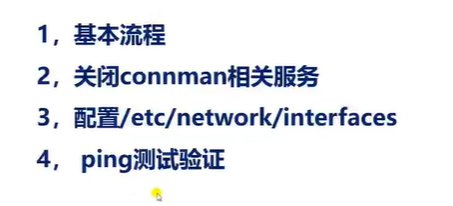 1，基本流程
2，关闭connman相关服务
3，配置/etc/network/interfaces
4， ping测试验证